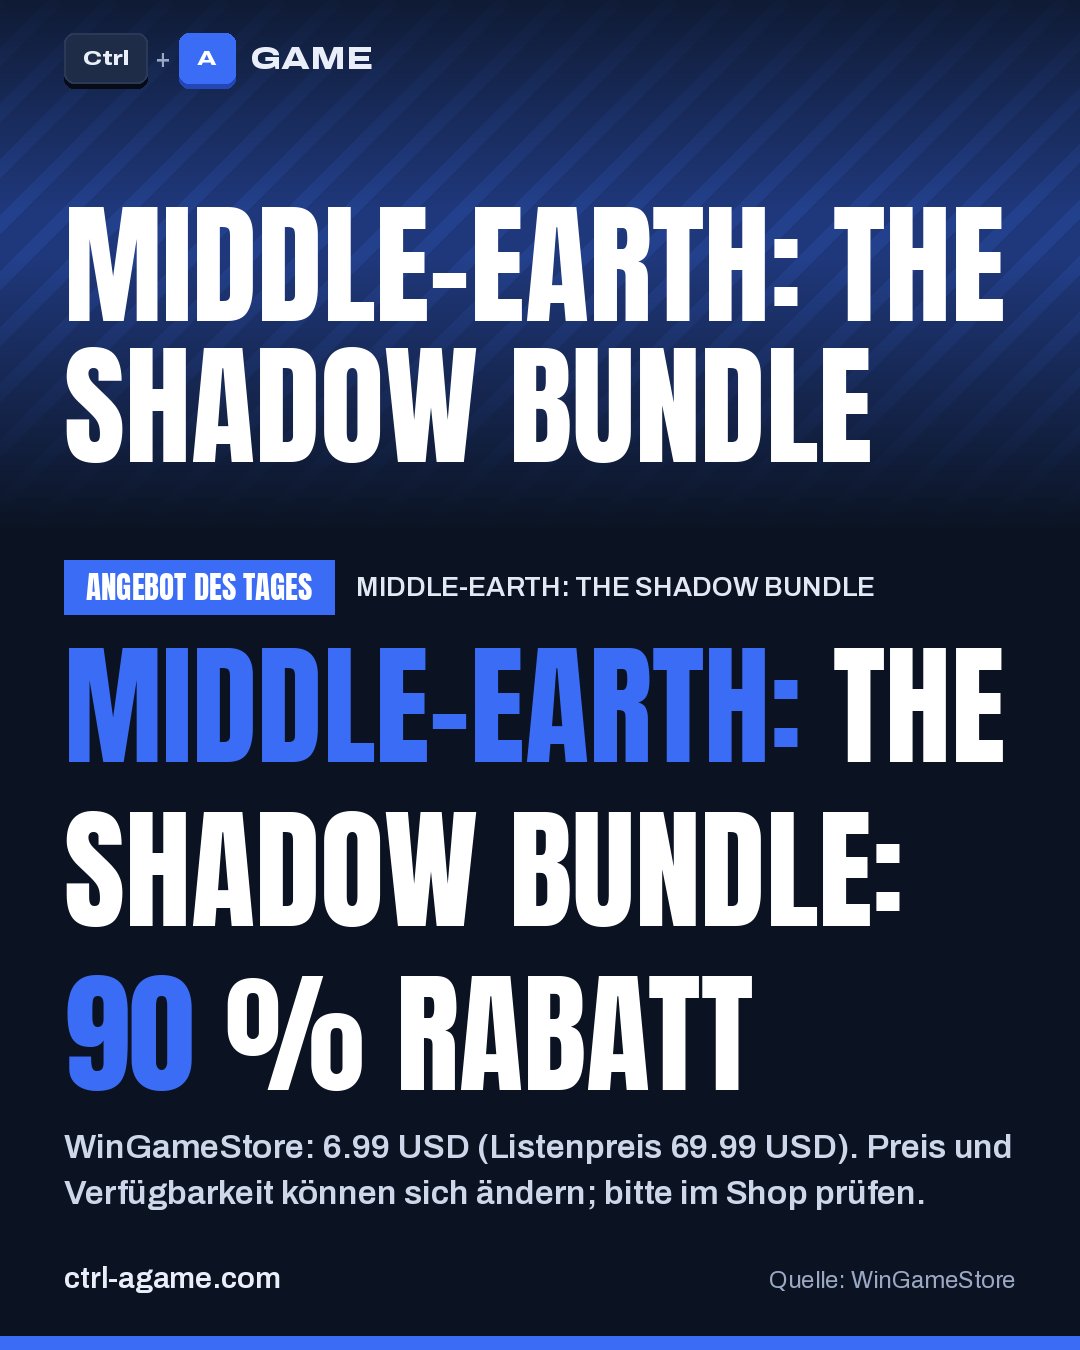 Ctrl + A GAME
MIDDLE-EARTH: THE
SHADOW BUNDLE
ANGEBOT DES TAGES MIDDLE-EARTH: THE SHADOW BUNDLE
MIDDLE-EARTH: THE
SHADOW BUNDLE:
90 % RABATT
WinGameStore: 6.99 USD (Listenpreis 69.99 USD). Preis und
Verfügbarkeit können sich ändern; bitte im Shop prüfen.
ctrl-agame.com Quelle: WinGameStore